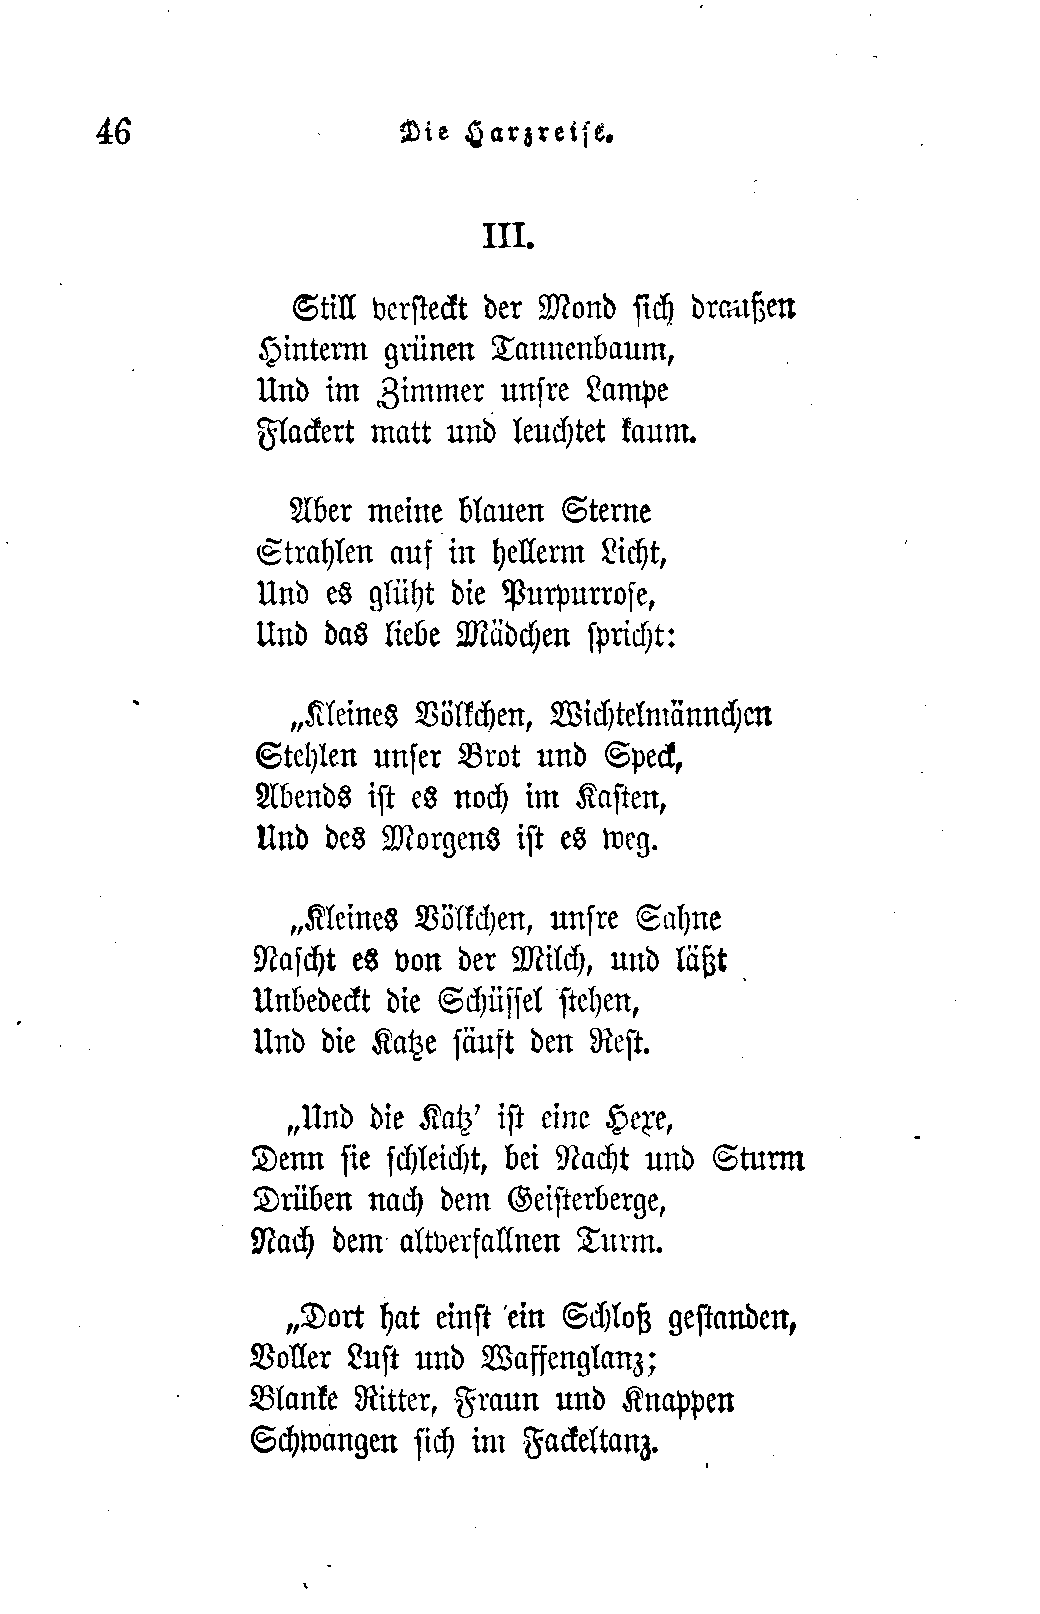 46
Die Harzreise.
III.
Still versteckt der Mond sich draußen
Hinterm grünen Tannenbaum,
Und im Zimmer unsre Lampe
Flackert matt und leuchtet kaum.
Aber meine blauen Sterne
Strahlen auf in hellerm Licht,
Und es glüht die Purpurrose,
Und das liebe Mädchen spricht:
„Kleines Völkchen, Wichtelmännchen
Stehlen unser Brot und Speck,
Abends ist es noch im Kasten,
Und des Morgens ist es weg.
„Kleines Völkchen, unsre Sahne
Nascht es von der Milch, und läßt
Unbedeckt die Schüssel stehen,
Und die Katze säuft den Rest.
„Und die Katz’ ist eine Hexe,
Denn sie schleicht, bei Nacht und Sturm
Drüben nach dem Geisterberge,
Nach dem altverfallnen Turm.
„Dort hat einst ein Schloß gestanden,
Voller Lust und Waffenglanz;
Blanke Ritter, Fraun und Knappen
Schwangen sich im Fackeltanz.